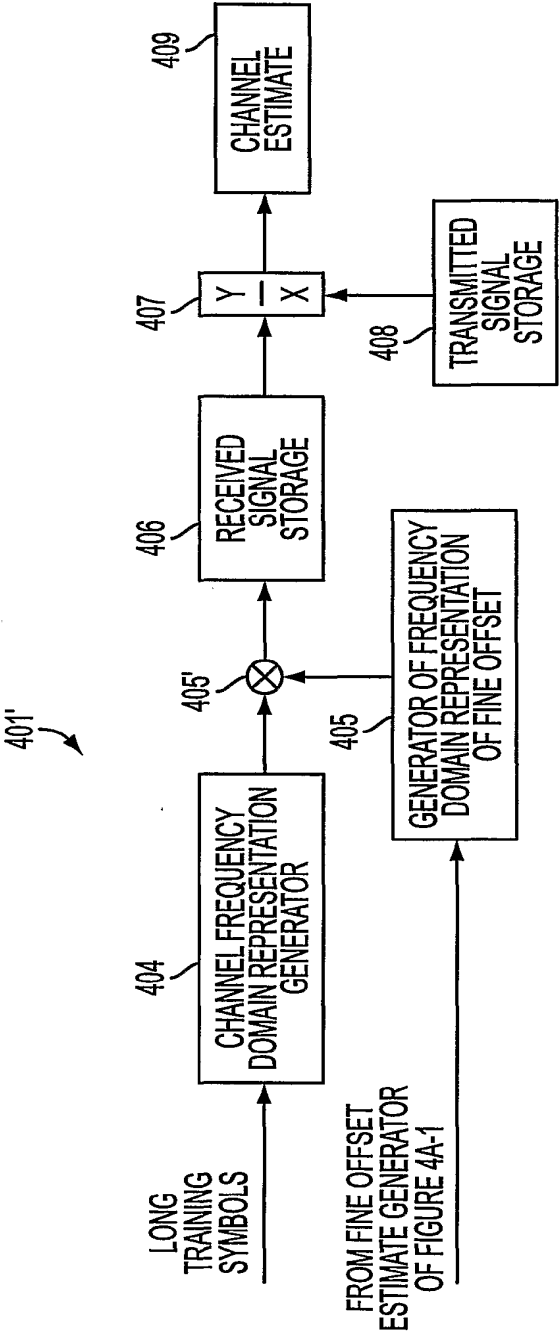 401'
LONG
TRAINING
SYMBOLS
404
CHANNEL FREQUENCY
DOMAIN REPRESENTATION
GENERATOR
405'
406
RECEIVED
SIGNAL
STORAGE
407
Y
X
409
CHANNEL
ESTIMATE
FROM FINE OFFSET
ESTIMATE GENERATOR
OF FIGURE 4A-1
405
GENERATOR OF FREQUENCY
DOMAIN REPRESENTATION
OF FINE OFFSET
408
TRANSMITTED
SIGNAL
STORAGE